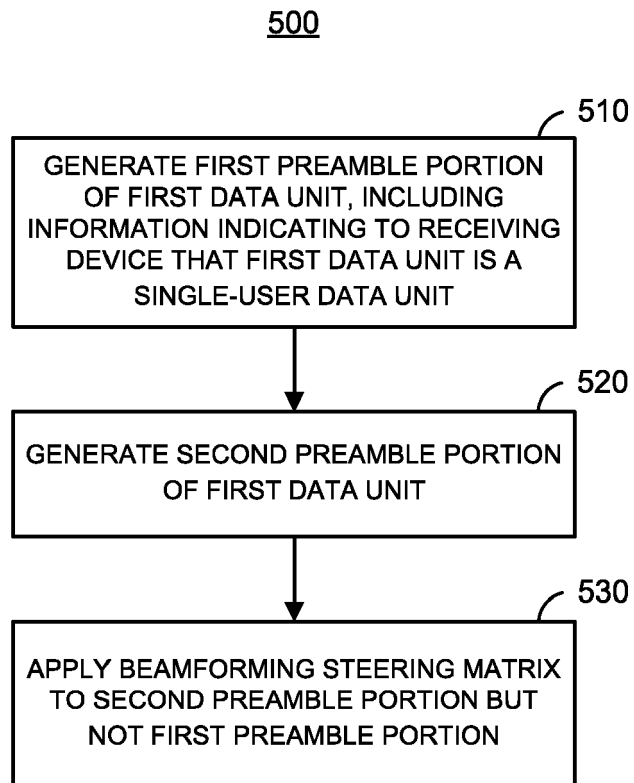 500
510
GENERATE FIRST PREAMBLE PORTION
OF FIRST DATA UNIT, INCLUDING
INFORMATION INDICATING TO RECEIVING
DEVICE THAT FIRST DATA UNIT IS A
SINGLE-USER DATA UNIT
520
GENERATE SECOND PREAMBLE PORTION
OF FIRST DATA UNIT
530
APPLY BEAMFORMING STEERING MATRIX
TO SECOND PREAMBLE PORTION BUT
NOT FIRST PREAMBLE PORTION